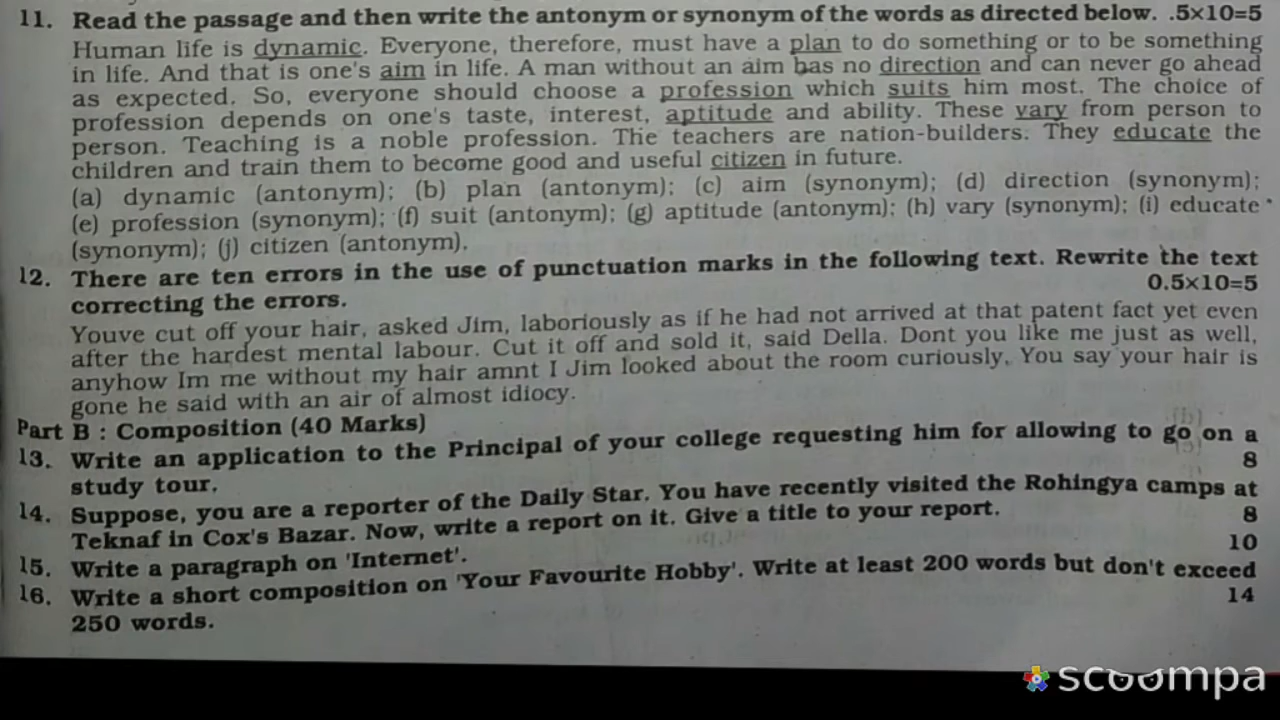 11. Read the passage and then write the antonym or synonym of the words as directed below. .5×10=5
Human life is dynamic. Everyone, therefore, must have a plan to do something or to be something
in life. And that is one's aim in life. A man without an aim has no direction and can never go ahead
as expected. So, everyone should choose a profession which suits him most. The choice of
profession depends on one's taste, interest, aptitude and ability. These vary from person to
person. Teaching is a noble profession. The teachers are nation-builders. They educate the
children and train them to become good and useful citizen in future.
(a) dynamic (antonym); (b) plan (antonym); (c) aim (synonym); (d) direction (synonym);
(e) profession (synonym); (f) suit (antonym); (g) aptitude (antonym); (h) vary (synonym); (i) educate
(synonym); (j) citizen (antonym).
12. There are ten errors in the use of punctuation marks in the following text. Rewrite the text
correcting the errors. 0.5×10=5
Youve cut off your hair, asked Jim, laboriously as if he had not arrived at that patent fact yet even
after the hardest mental labour. Cut it off and sold it, said Della. Dont you like me just as well,
anyhow Im me without my hair amnt I Jim looked about the room curiously. You say your hair is
gone he said with an air of almost idiocy.
Part B : Composition (40 Marks)
13. Write an application to the Principal of your college requesting him for allowing to go on a
study tour. 8
14. Suppose, you are a reporter of the Daily Star. You have recently visited the Rohingya camps at
Teknaf in Cox's Bazar. Now, write a report on it. Give a title to your report. 8
15. Write a paragraph on 'Internet'. 10
16. Write a short composition on 'Your Favourite Hobby'. Write at least 200 words but don't exceed
250 words. 14
scoompa